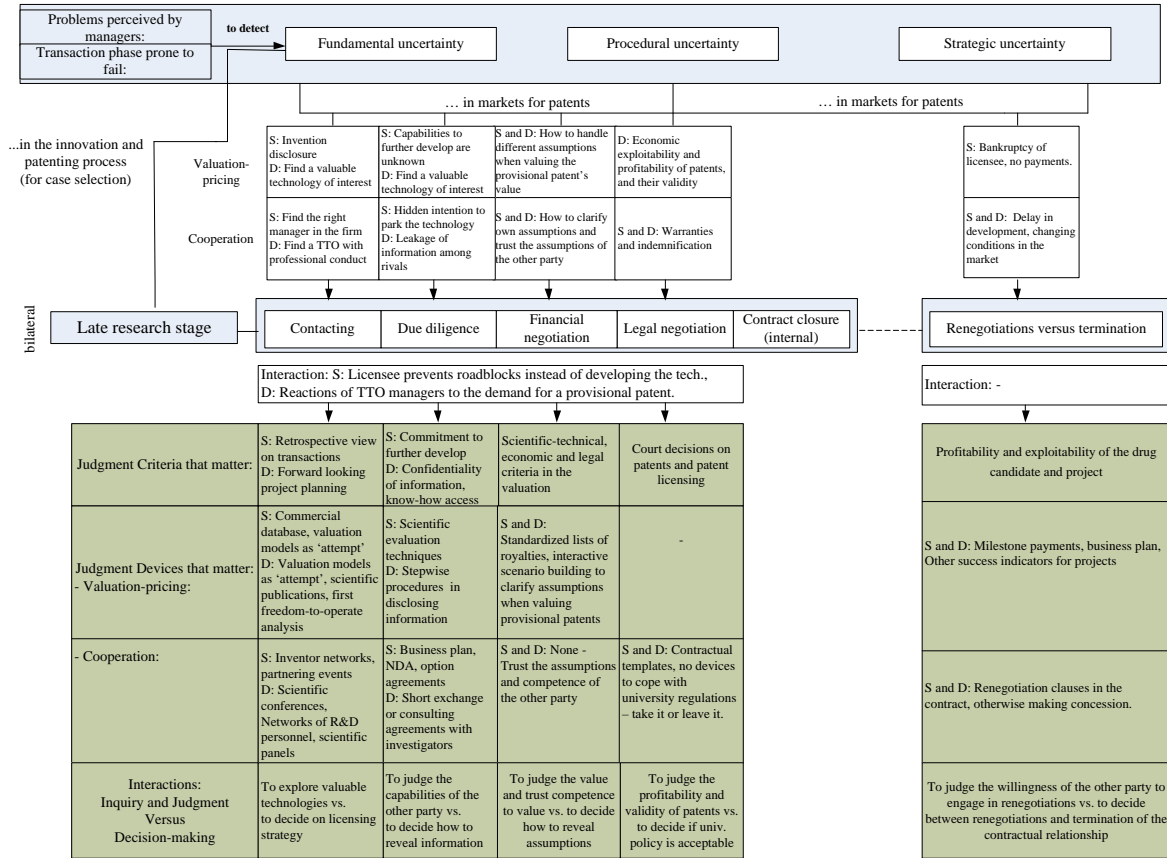 Problems perceived by
managers:
Transaction phase prone to
fail:
to detect
Fundamental uncertainty
Procedural uncertainty
Strategic uncertainty
… in markets for patents
… in markets for patents
...in the innovation and
patenting process
(for case selection)
Valuation-
pricing
S: Invention
disclosure
D: Find a valuable
technology of interest
S: Capabilities to
further develop are
unknown
D: Find a valuable
technology of interest
S and D: How to handle
different assumptions
when valuing the
provisional patent’s
value
D: Economic
exploitability and
profitability of patents,
and their validity
S: Bankruptcy of
licensee, no payments.
Cooperation
S: Find the right
manager in the firm
D: Find a TTO with
professional conduct
S: Hidden intention to
park the technology
D: Leakage of
information among
rivals
S and D: How to clarify
own assumptions and
trust the assumptions of
the other party
S and D: Warranties
and indemnification
S and D:  Delay in
development, changing
conditions in the
market
bilateral
Late research stage
Contacting
Due diligence
Financial
negotiation
Legal negotiation
Contract closure
(internal)
Renegotiations versus termination
Interaction: S: Licensee prevents roadblocks instead of developing the tech.,
D: Reactions of TTO managers to the demand for a provisional patent.
Interaction: -
Judgment Criteria that matter:
S: Retrospective view
on transactions
D: Forward looking
project planning
S: Commitment to
further develop
D: Confidentiality
of information,
know-how access
Scientific-technical,
economic and legal
criteria in the
valuation
Court decisions on
patents and patent
licensing
Profitability and exploitability of the drug
candidate and project
Judgment Devices that matter:
- Valuation-pricing:
S: Commercial
database, valuation
models as ‘attempt’
D: Valuation models
as ‘attempt’, scientific
publications, first
freedom-to-operate
analysis
S: Scientific
evaluation
techniques
D: Stepwise
procedures  in
disclosing
information
S and D:
Standardized lists of
royalties, interactive
scenario building to
clarify assumptions
when valuing
provisional patents
-
S and D: Milestone payments, business plan,
Other success indicators for projects
- Cooperation:
S: Inventor networks,
partnering events
D: Scientific
conferences,
Networks of R&D
personnel, scientific
panels
S: Business plan,
NDA, option
agreements
D: Short exchange
or consulting
agreements with
investigators
S and D: None -
Trust the assumptions
and competence of
the other party
S and D: Contractual
templates, no devices
to cope with
university regulations
– take it or leave it.
S and D: Renegotiation clauses in the
contract, otherwise making concession.
Interactions:
Inquiry and Judgment
Versus
Decision-making
To explore valuable
technologies vs.
to decide on licensing
strategy
To judge the
capabilities of the
other party vs.
to decide how to
reveal information
To judge the value
and trust competence
to value vs. to decide
how to reveal
assumptions
To judge the
profitability and
validity of patents vs.
to decide if univ.
policy is acceptable
To judge the willingness of the other party to
engage in renegotiations vs. to decide
between renegotiations and termination of the
contractual relationship